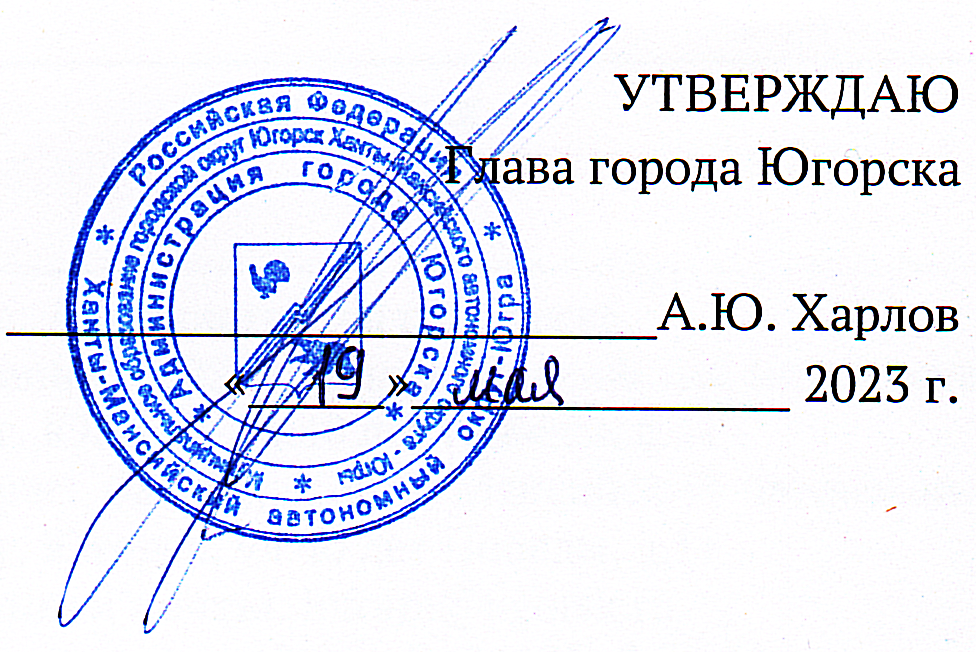 УТВЕРЖДАЮ
Глава города Югорска
А.Ю. Харлов
« 19 » мая 2023 г.
Российская Федерация * Ханты-Мансийский автономный округ-Югра *
Муниципальное образование городской округ Югорск Ханты-Мансийского автономного округа - Югры *
* Администрация города Югорска *